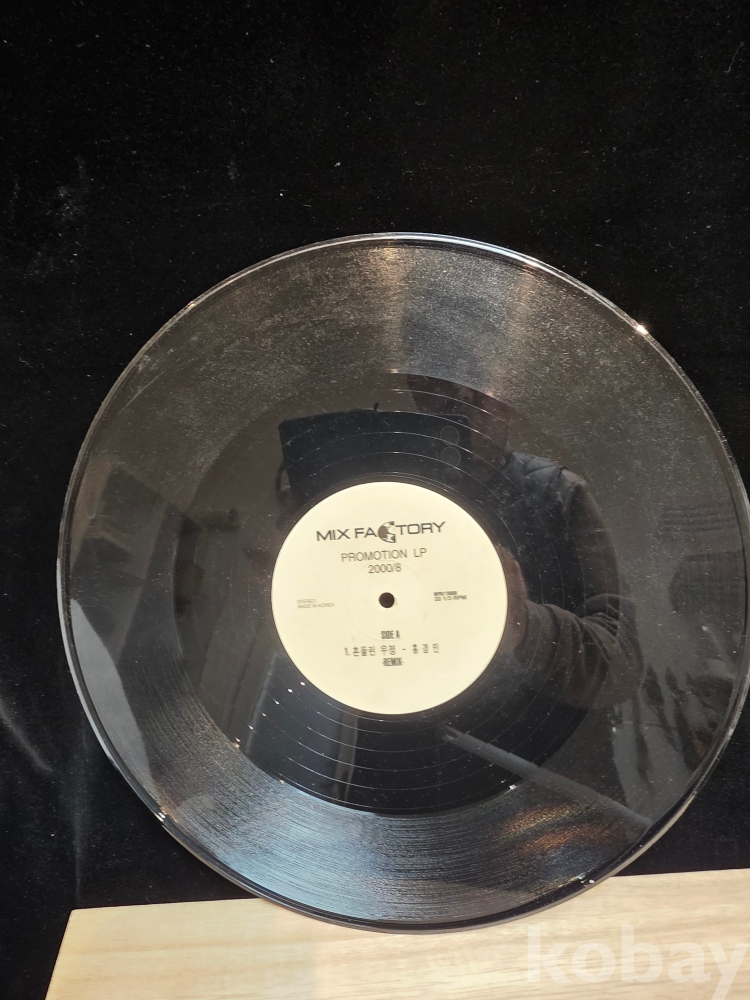 MIX FACTORY
PROMOTION LP
2000/8
STEREO
MADE IN KOREA
33 1/3 RPM
SIDE A
1. 흔들린 우정 - 홍 경 민
-REMIX-
kobay